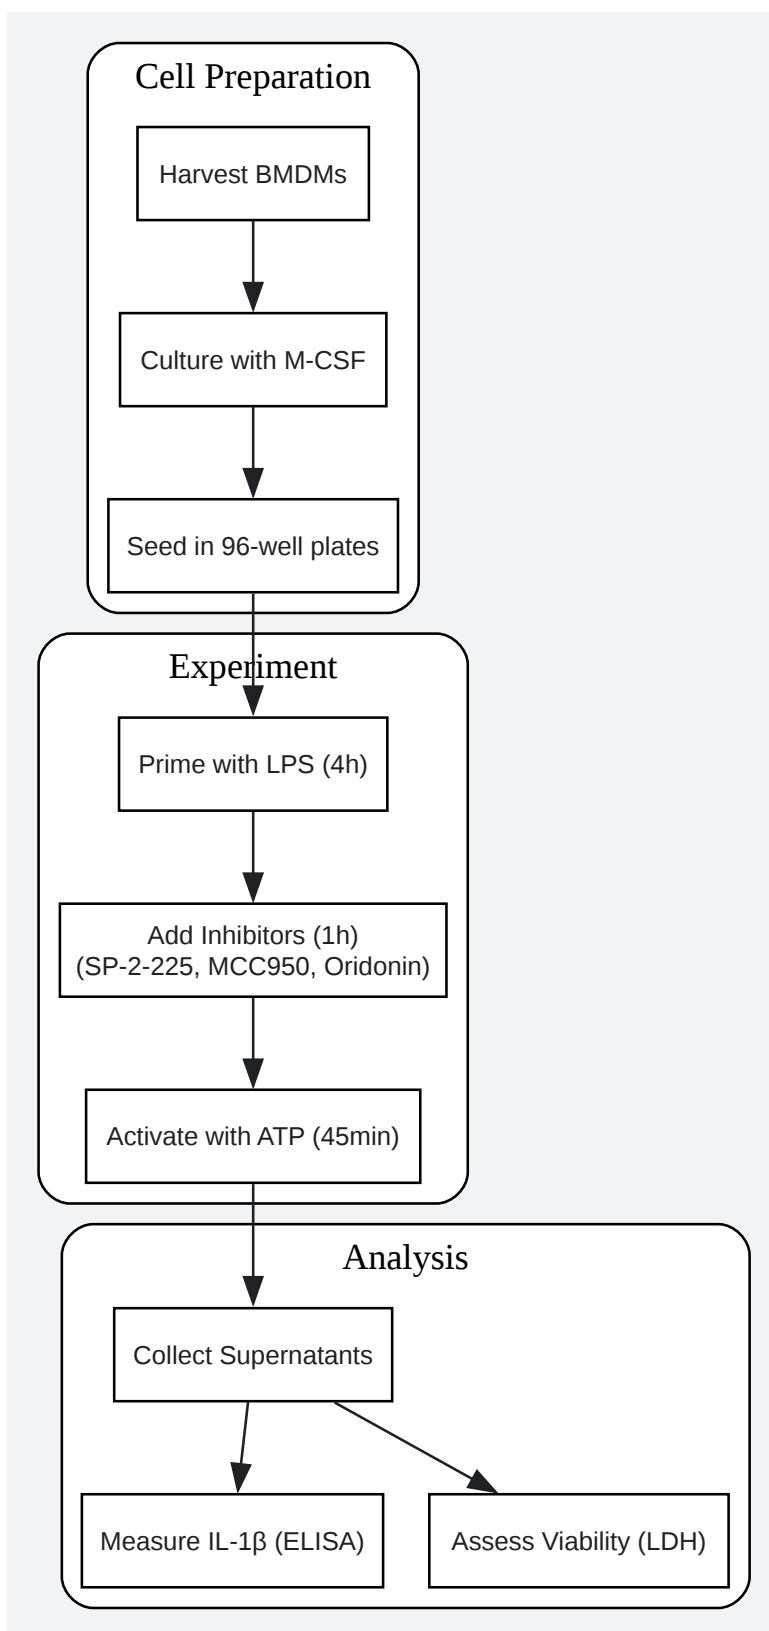 Cell Preparation
Harvest BMDMs
Culture with M-CSF
Seed in 96-well plates
Experiment
Prime with LPS (4h)
Add Inhibitors (1h)
(SP-2-225, MCC950, Oridonin)
Activate with ATP (45min)
Analysis
Collect Supernatants
Measure IL-1β (ELISA)
Assess Viability (LDH)